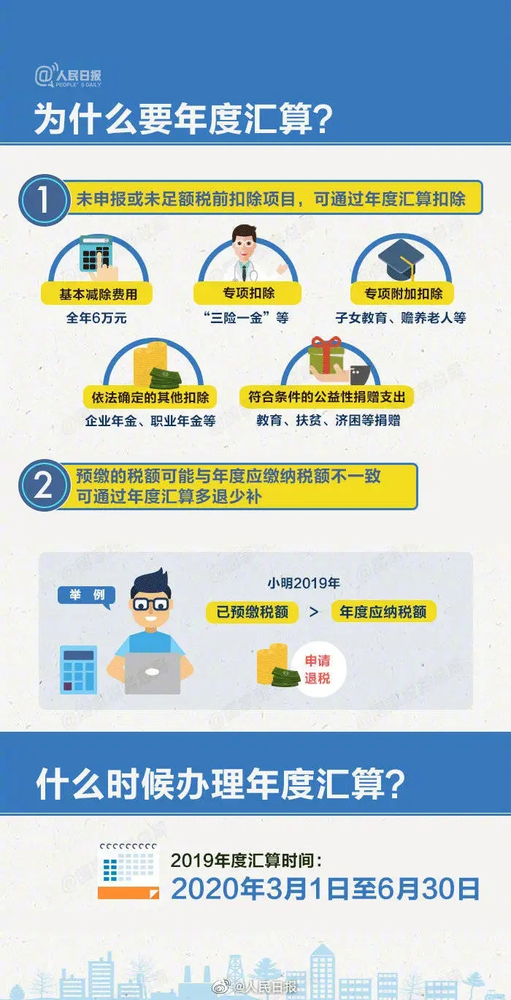 人民日报
PEOPLE'S DAILY
为什么要年度汇算？
1
未申报或未足额税前扣除项目，可通过年度汇算扣除
基本减除费用
专项扣除
专项附加扣除
全年6万元
“三险一金”等
子女教育、赡养老人等
依法确定的其他扣除
符合条件的公益性捐赠支出
企业年金、职业年金等
教育、扶贫、济困等捐赠
2
预缴的税额可能与年度应缴纳税额不一致
可通过年度汇算多退少补
举 例
小明2019年
已预缴税额 > 年度应纳税额
申请
退税
什么时候办理年度汇算？
2019年度汇算时间：
2020年3月1日至6月30日
@人民日报